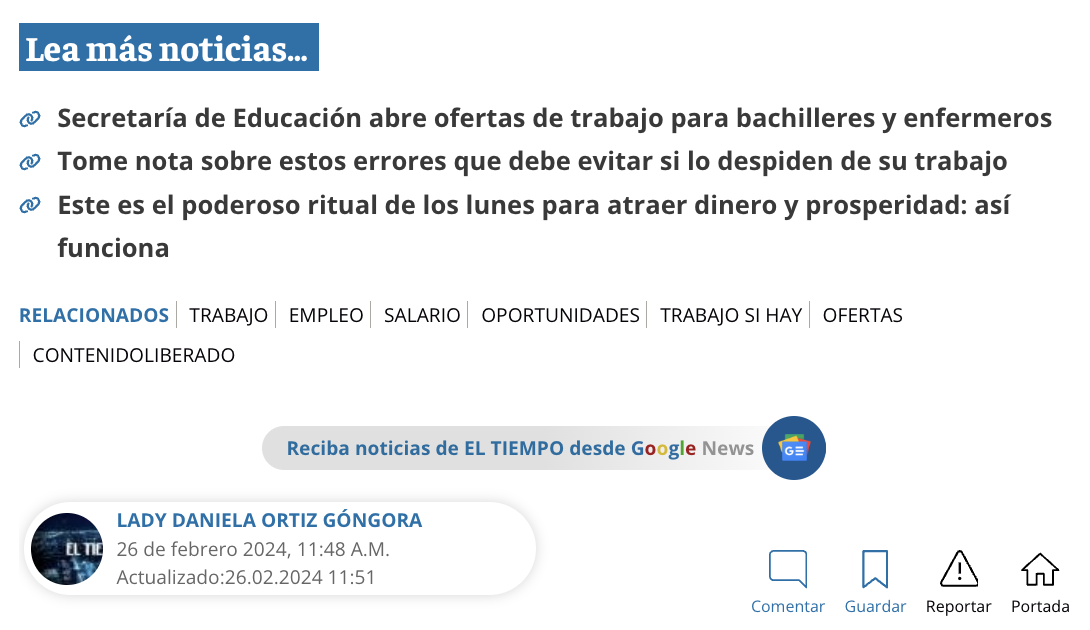 Lea más noticias...
Secretaría de Educación abre ofertas de trabajo para bachilleres y enfermeros
Tome nota sobre estos errores que debe evitar si lo despiden de su trabajo
Este es el poderoso ritual de los lunes para atraer dinero y prosperidad: así
funciona
RELACIONADOS TRABAJO EMPLEO SALARIO OPORTUNIDADES TRABAJO SI HAY OFERTAS
CONTENIDOLIBERADO
Reciba noticias de EL TIEMPO desde Google News
GE
LADY DANIELA ORTIZ GÓNGORA
26 de febrero 2024, 11:48 A.M.
Actualizado:26.02.2024 11:51
EL TIE
Comentar Guardar Reportar Portada